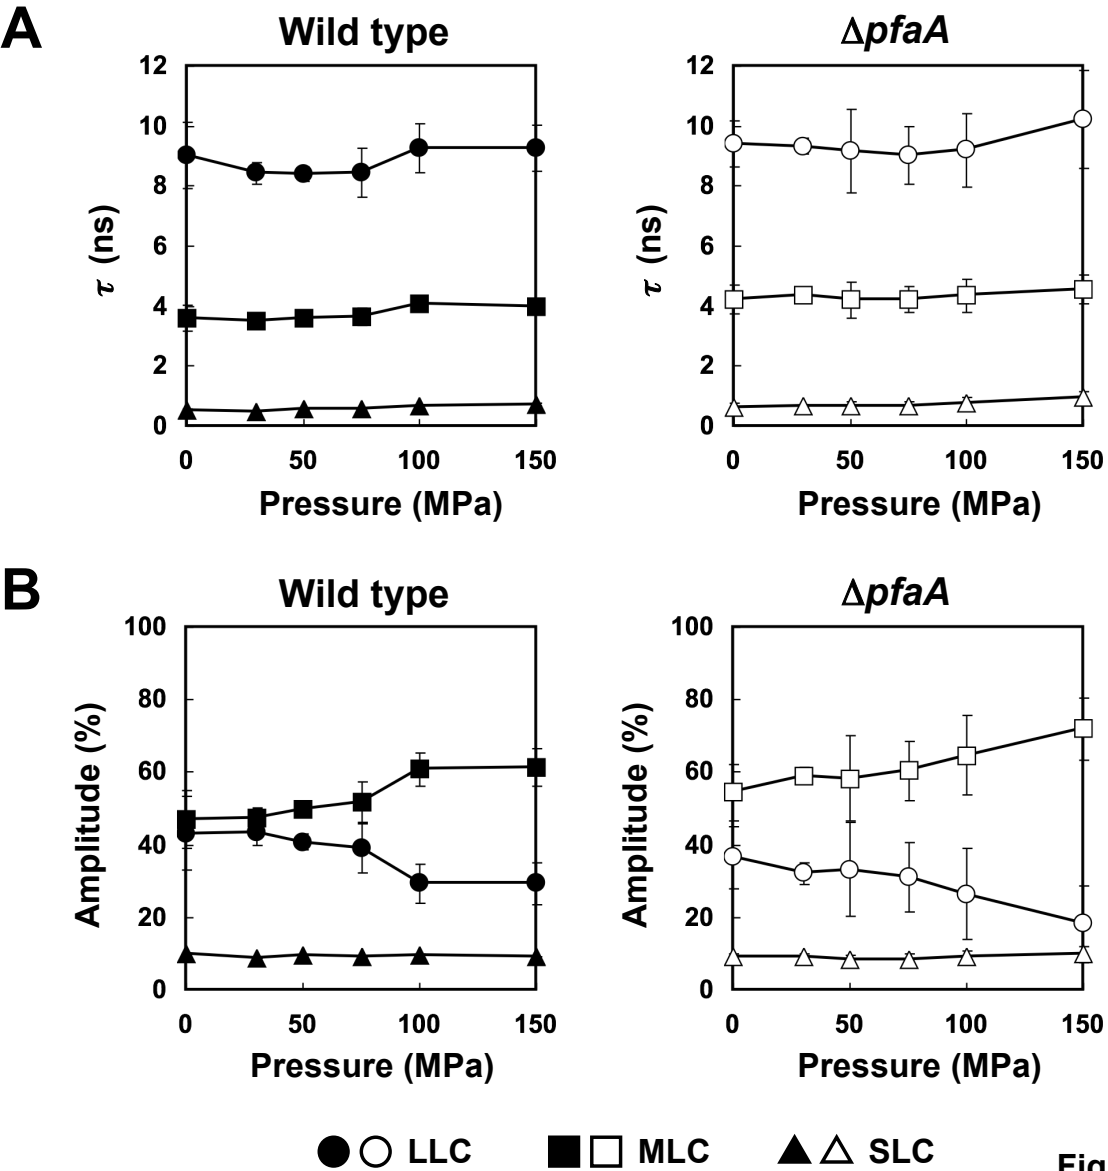 A
Wild type
ΔpfaA
12
10
8
6
4
2
0
τ (ns)
0 50 100 150
Pressure (MPa)
12
10
8
6
4
2
0
τ (ns)
0 50 100 150
Pressure (MPa)
B
Wild type
ΔpfaA
100
80
60
40
20
0
Amplitude (%)
0 50 100 150
Pressure (MPa)
100
80
60
40
20
0
Amplitude (%)
0 50 100 150
Pressure (MPa)
LLC MLC SLC
Fig